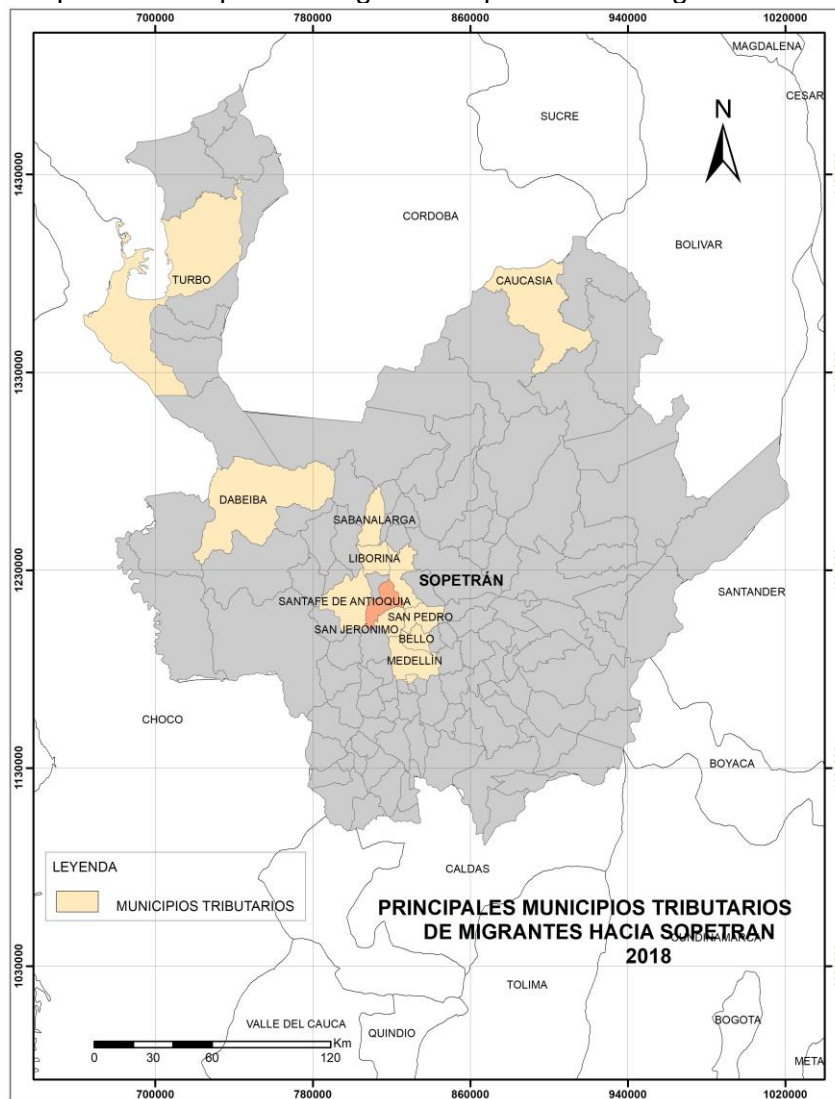 700000 780000 860000 940000 1020000
MAGDALENA
CESAR
N
SUCRE
1430000
CORDOBA
BOLIVAR
TURBO
CAUCASIA
1330000
DABEIBA
SABANALARGA
LIBORINA
1230000
SOPETRÁN
SANTANDER
SANTAFE DE ANTIOQUIA
SAN PEDRO
SAN JERONIMO
BELLO
MEDELLÍN
CHOCO
1130000
BOYACA
LEYENDA
MUNICIPIOS TRIBUTARIOS
CALDAS
PRINCIPALES MUNICIPIOS TRIBUTARIOS
DE MIGRANTES HACIA SOPETRAN
CUNDINAMARCA
2018
1030000
TOLIMA
VALLE DEL CAUCA
QUINDIO
BOGOTA
Km
0 30 60 120
META
700000 780000 860000 940000 1020000